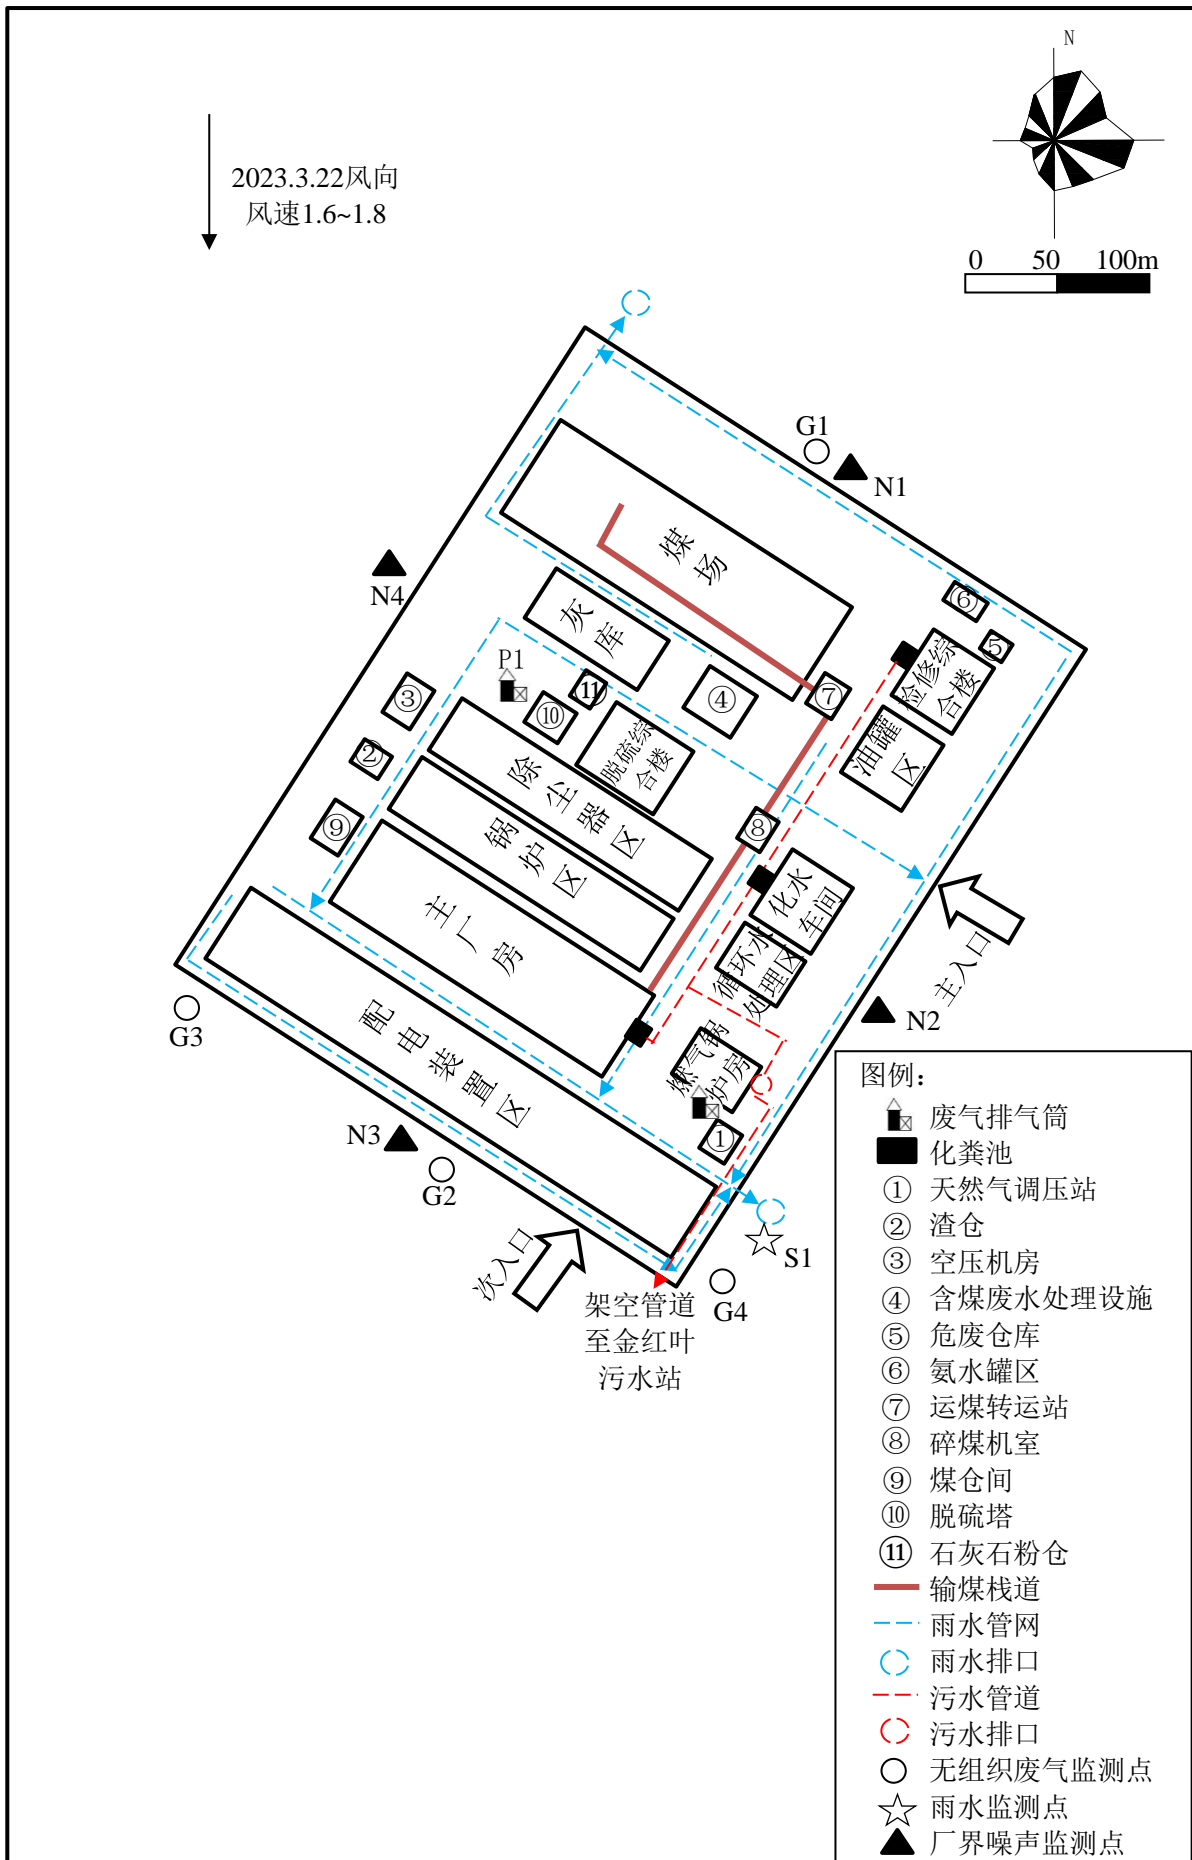 N
2023.3.22风向
风速1.6~1.8
0 50 100m
G1
N1
煤场
N4
灰库
⑥
⑤
检修综
合楼
P1
⑪
④
⑦
③
⑩
油罐
区
脱硫综
合楼
②
除尘器区
⑨
锅炉区
⑧
主厂房
化水
车间
循环水
处理区
主入口
G3
N2
配电装置区
燃气锅
炉房
①
N3
G2
次入口
S1
G4
架空管道
至金红叶
污水站
图例：
废气排气筒
化粪池
① 天然气调压站
② 渣仓
③ 空压机房
④ 含煤废水处理设施
⑤ 危废仓库
⑥ 氨水罐区
⑦ 运煤转运站
⑧ 碎煤机室
⑨ 煤仓间
⑩ 脱硫塔
⑪ 石灰石粉仓
输煤栈道
雨水管网
雨水排口
污水管道
污水排口
无组织废气监测点
雨水监测点
厂界噪声监测点